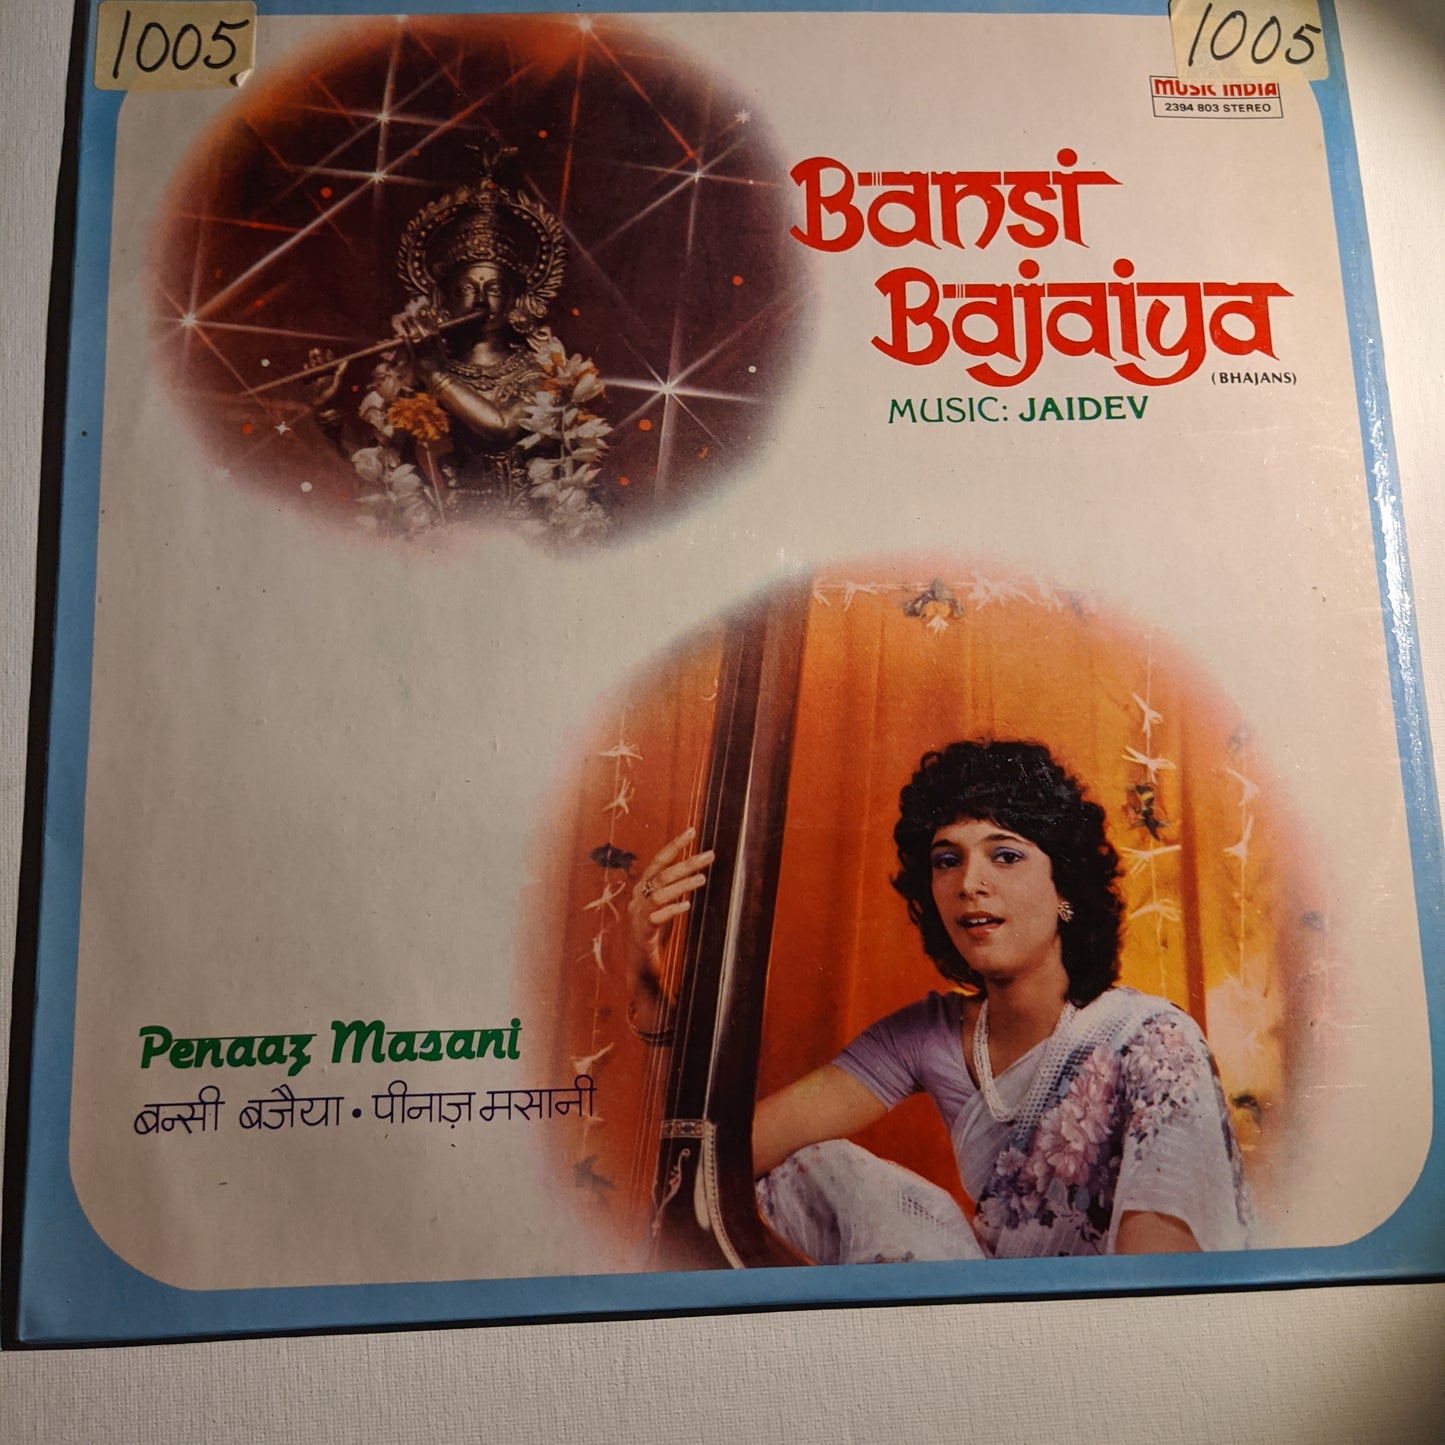 1005
1005
MUSIC INDIA
2394 803 STEREO
Bansi
Bajaiya
(BHAJANS)
MUSIC: JAIDEV
Penaaz Masani
बन्सी बजैया • पीनाज़ मसानी